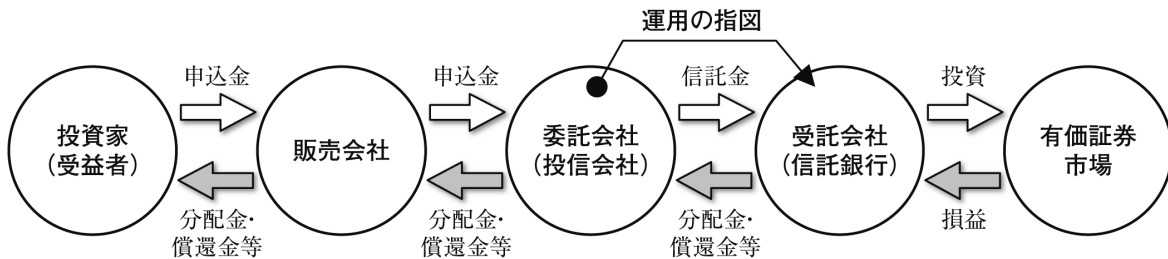 運用の指図
申込金
申込金
信託金
投資
投資家
（受益者）
販売会社
委託会社
（投信会社）
受託会社
（信託銀行）
有価証券
市場
分配金・
償還金等
分配金・
償還金等
分配金・
償還金等
損益